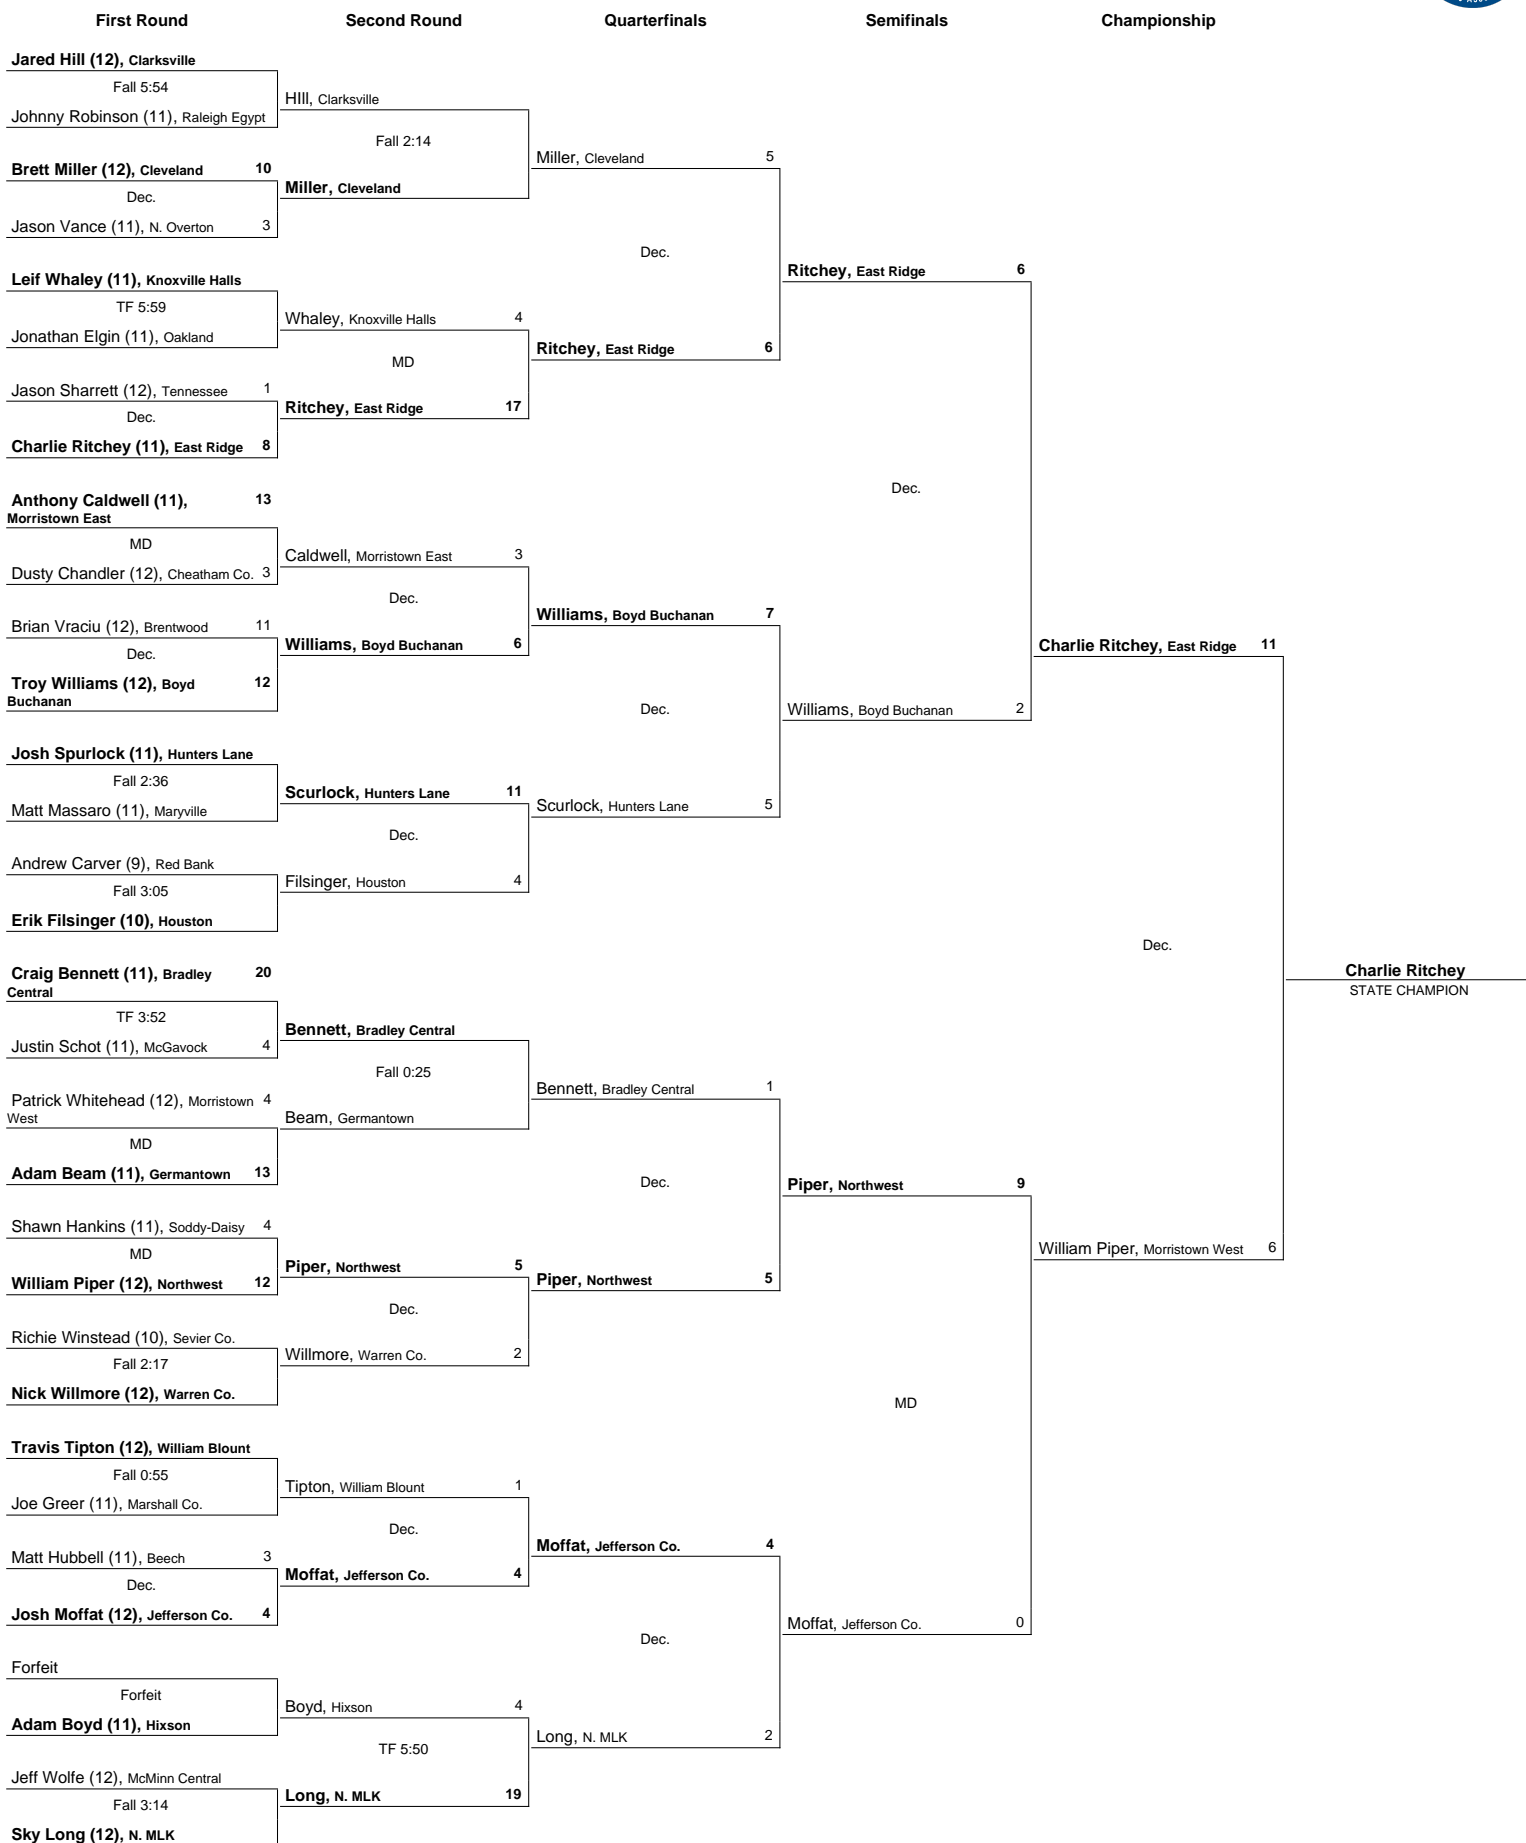 First Round Second Round Quarterfinals Semifinals Championship
Jared Hill (12), Clarksville
Fall 5:54
Johnny Robinson (11), Raleigh Egypt
HIll, Clarksville
Fall 2:14
Brett Miller (12), Cleveland 10
Dec.
Jason Vance (11), N. Overton 3
Miller, Cleveland
Miller, Cleveland 5
Dec.
Leif Whaley (11), Knoxville Halls
TF 5:59
Jonathan Elgin (11), Oakland
Whaley, Knoxville Halls 4
MD
Jason Sharrett (12), Tennessee 1
Dec.
Charlie Ritchey (11), East Ridge 8
Ritchey, East Ridge 17
Ritchey, East Ridge 6
Ritchey, East Ridge 6
Dec.
Anthony Caldwell (11), 13
Morristown East
MD
Dusty Chandler (12), Cheatham Co. 3
Caldwell, Morristown East 3
Dec.
Brian Vraciu (12), Brentwood 11
Dec.
Troy Williams (12), Boyd 12
Buchanan
Williams, Boyd Buchanan 6
Williams, Boyd Buchanan 7
Dec.
Josh Spurlock (11), Hunters Lane
Fall 2:36
Matt Massaro (11), Maryville
Scurlock, Hunters Lane 11
Dec.
Andrew Carver (9), Red Bank
Fall 3:05
Erik Filsinger (10), Houston
Filsinger, Houston 4
Scurlock, Hunters Lane 5
Williams, Boyd Buchanan 2
Charlie Ritchey, East Ridge 11
Dec.
Charlie Ritchey
STATE CHAMPION
Craig Bennett (11), Bradley 20
Central
TF 3:52
Justin Schot (11), McGavock 4
Bennett, Bradley Central
Fall 0:25
Patrick Whitehead (12), Morristown 4
West
MD
Adam Beam (11), Germantown 13
Beam, Germantown
Bennett, Bradley Central 1
Dec.
Shawn Hankins (11), Soddy-Daisy 4
MD
William Piper (12), Northwest 12
Piper, Northwest 5
Dec.
Richie Winstead (10), Sevier Co.
Fall 2:17
Nick Willmore (12), Warren Co.
Willmore, Warren Co. 2
Piper, Northwest 5
Piper, Northwest 9
MD
William Piper, Morristown West 6
Travis Tipton (12), William Blount
Fall 0:55
Joe Greer (11), Marshall Co.
Tipton, William Blount 1
Dec.
Matt Hubbell (11), Beech 3
Dec.
Josh Moffat (12), Jefferson Co. 4
Moffat, Jefferson Co. 4
Moffat, Jefferson Co. 4
Dec.
Forfeit
Forfeit
Adam Boyd (11), Hixson
Boyd, Hixson 4
TF 5:50
Jeff Wolfe (12), McMinn Central
Fall 3:14
Sky Long (12), N. MLK
Long, N. MLK 19
Long, N. MLK 2
Moffat, Jefferson Co. 0